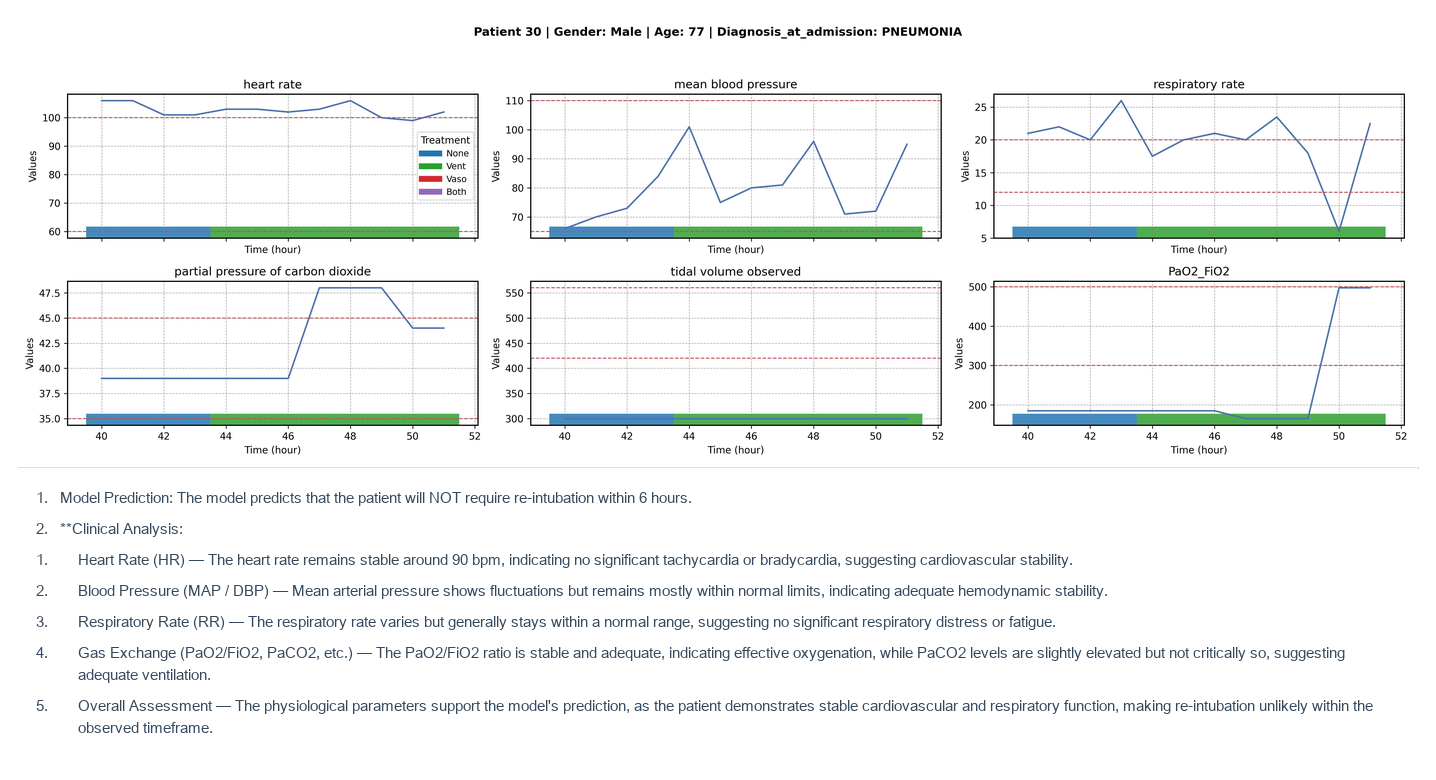 Patient 30 | Gender: Male | Age: 77 | Diagnosis_at_admission: PNEUMONIA
heart rate
Values
100
90
80
70
60
Treatment
None
Vent
Vaso
Both
Time (hour)
mean blood pressure
Values
110
100
90
80
70
Time (hour)
respiratory rate
Values
25
20
15
10
5
Time (hour)
partial pressure of carbon dioxide
Values
47.5
45.0
42.5
40.0
37.5
35.0
40 42 44 46 48 50 52
Time (hour)
tidal volume observed
Values
550
500
450
400
350
300
40 42 44 46 48 50 52
Time (hour)
PaO2_FiO2
Values
500
400
300
200
40 42 44 46 48 50 52
Time (hour)
1. Model Prediction: The model predicts that the patient will NOT require re-intubation within 6 hours.
2. **Clinical Analysis:
1. Heart Rate (HR) — The heart rate remains stable around 90 bpm, indicating no significant tachycardia or bradycardia, suggesting cardiovascular stability.
2. Blood Pressure (MAP / DBP) — Mean arterial pressure shows fluctuations but remains mostly within normal limits, indicating adequate hemodynamic stability.
3. Respiratory Rate (RR) — The respiratory rate varies but generally stays within a normal range, suggesting no significant respiratory distress or fatigue.
4. Gas Exchange (PaO2/FiO2, PaCO2, etc.) — The PaO2/FiO2 ratio is stable and adequate, indicating effective oxygenation, while PaCO2 levels are slightly elevated but not critically so, suggesting
adequate ventilation.
5. Overall Assessment — The physiological parameters support the model's prediction, as the patient demonstrates stable cardiovascular and respiratory function, making re-intubation unlikely within the
observed timeframe.